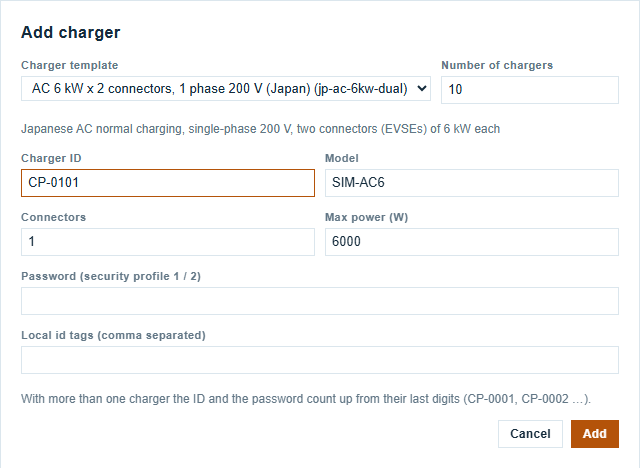 Add charger
Charger template
Number of chargers
AC 6 kW x 2 connectors, 1 phase 200 V (Japan) (jp-ac-6kw-dual)
10
Japanese AC normal charging, single-phase 200 V, two connectors (EVSEs) of 6 kW each
Charger ID
Model
CP-0101
SIM-AC6
Connectors
Max power (W)
1
6000
Password (security profile 1 / 2)
Local id tags (comma separated)
With more than one charger the ID and the password count up from their last digits (CP-0001, CP-0002 ...).
Cancel
Add